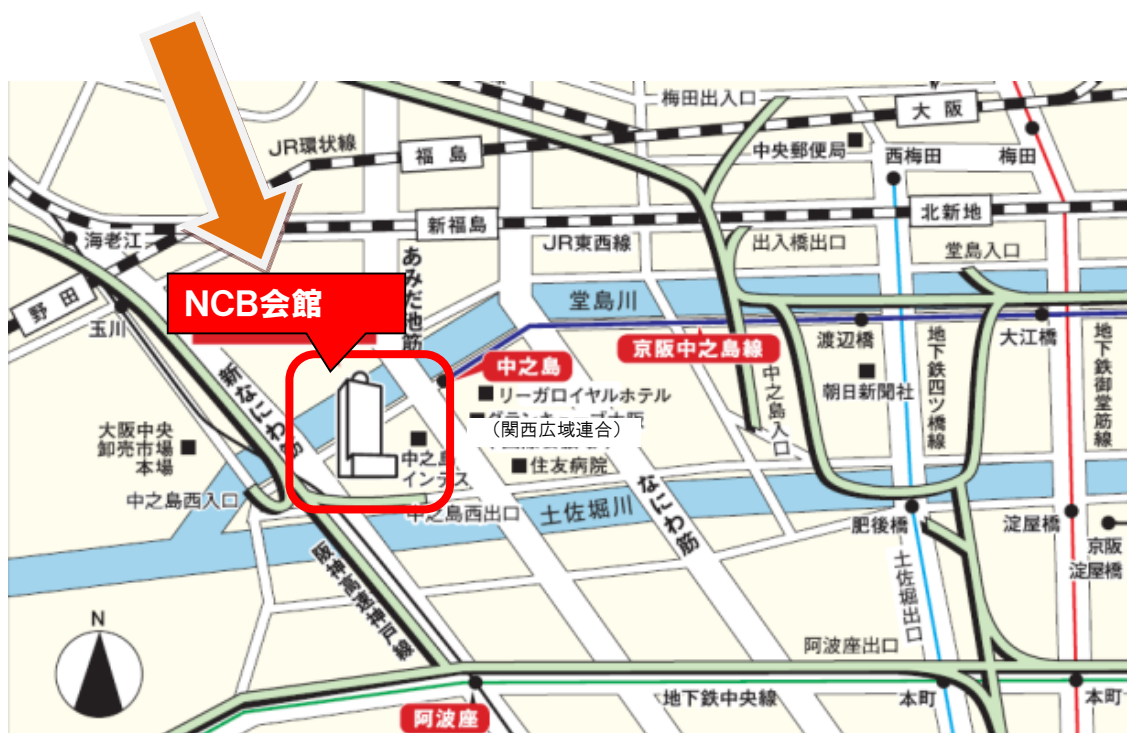 梅田出入口
大阪
JR環状線
福島
中央郵便局
西梅田
梅田
海老江
新福島
JR東西線
出入橋出口
北新地
堂島入口
あみだ池筋
野田
玉川
NCB会館
堂島川
中之島
京阪中之島線
渡辺橋
大江橋
地下鉄四ツ橋線
地下鉄御堂筋線
中之島入口
朝日新聞社
新なにわ筋
リーガロイヤルホテル
(関西広域連合)
大阪中央
卸売市場
本場
中之島
インテス
住友病院
なにわ筋
中之島西入口
中之島西出口
土佐堀川
肥後橋
淀屋橋
京阪
淀屋橋
阪神高速神戸線
土佐堀出口
N
阿波座出口
地下鉄中央線
本町
本町
阿波座